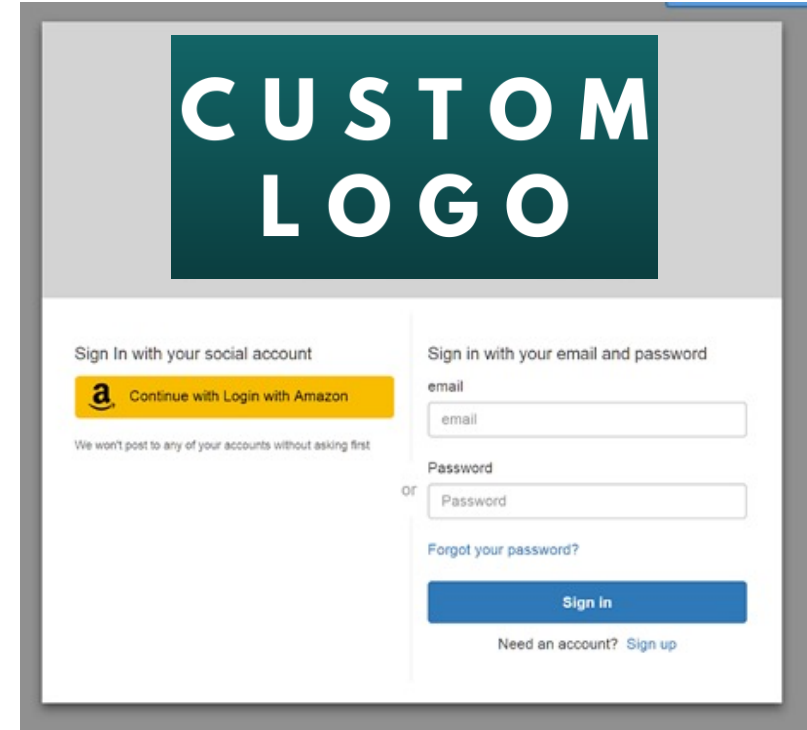 CUSTOM
LOGO
Sign In with your social account
a Continue with Login with Amazon
We won't post to any of your accounts without asking first
or
Sign in with your email and password
email
email
Password
Password
Forgot your password?
Sign in
Need an account? Sign up